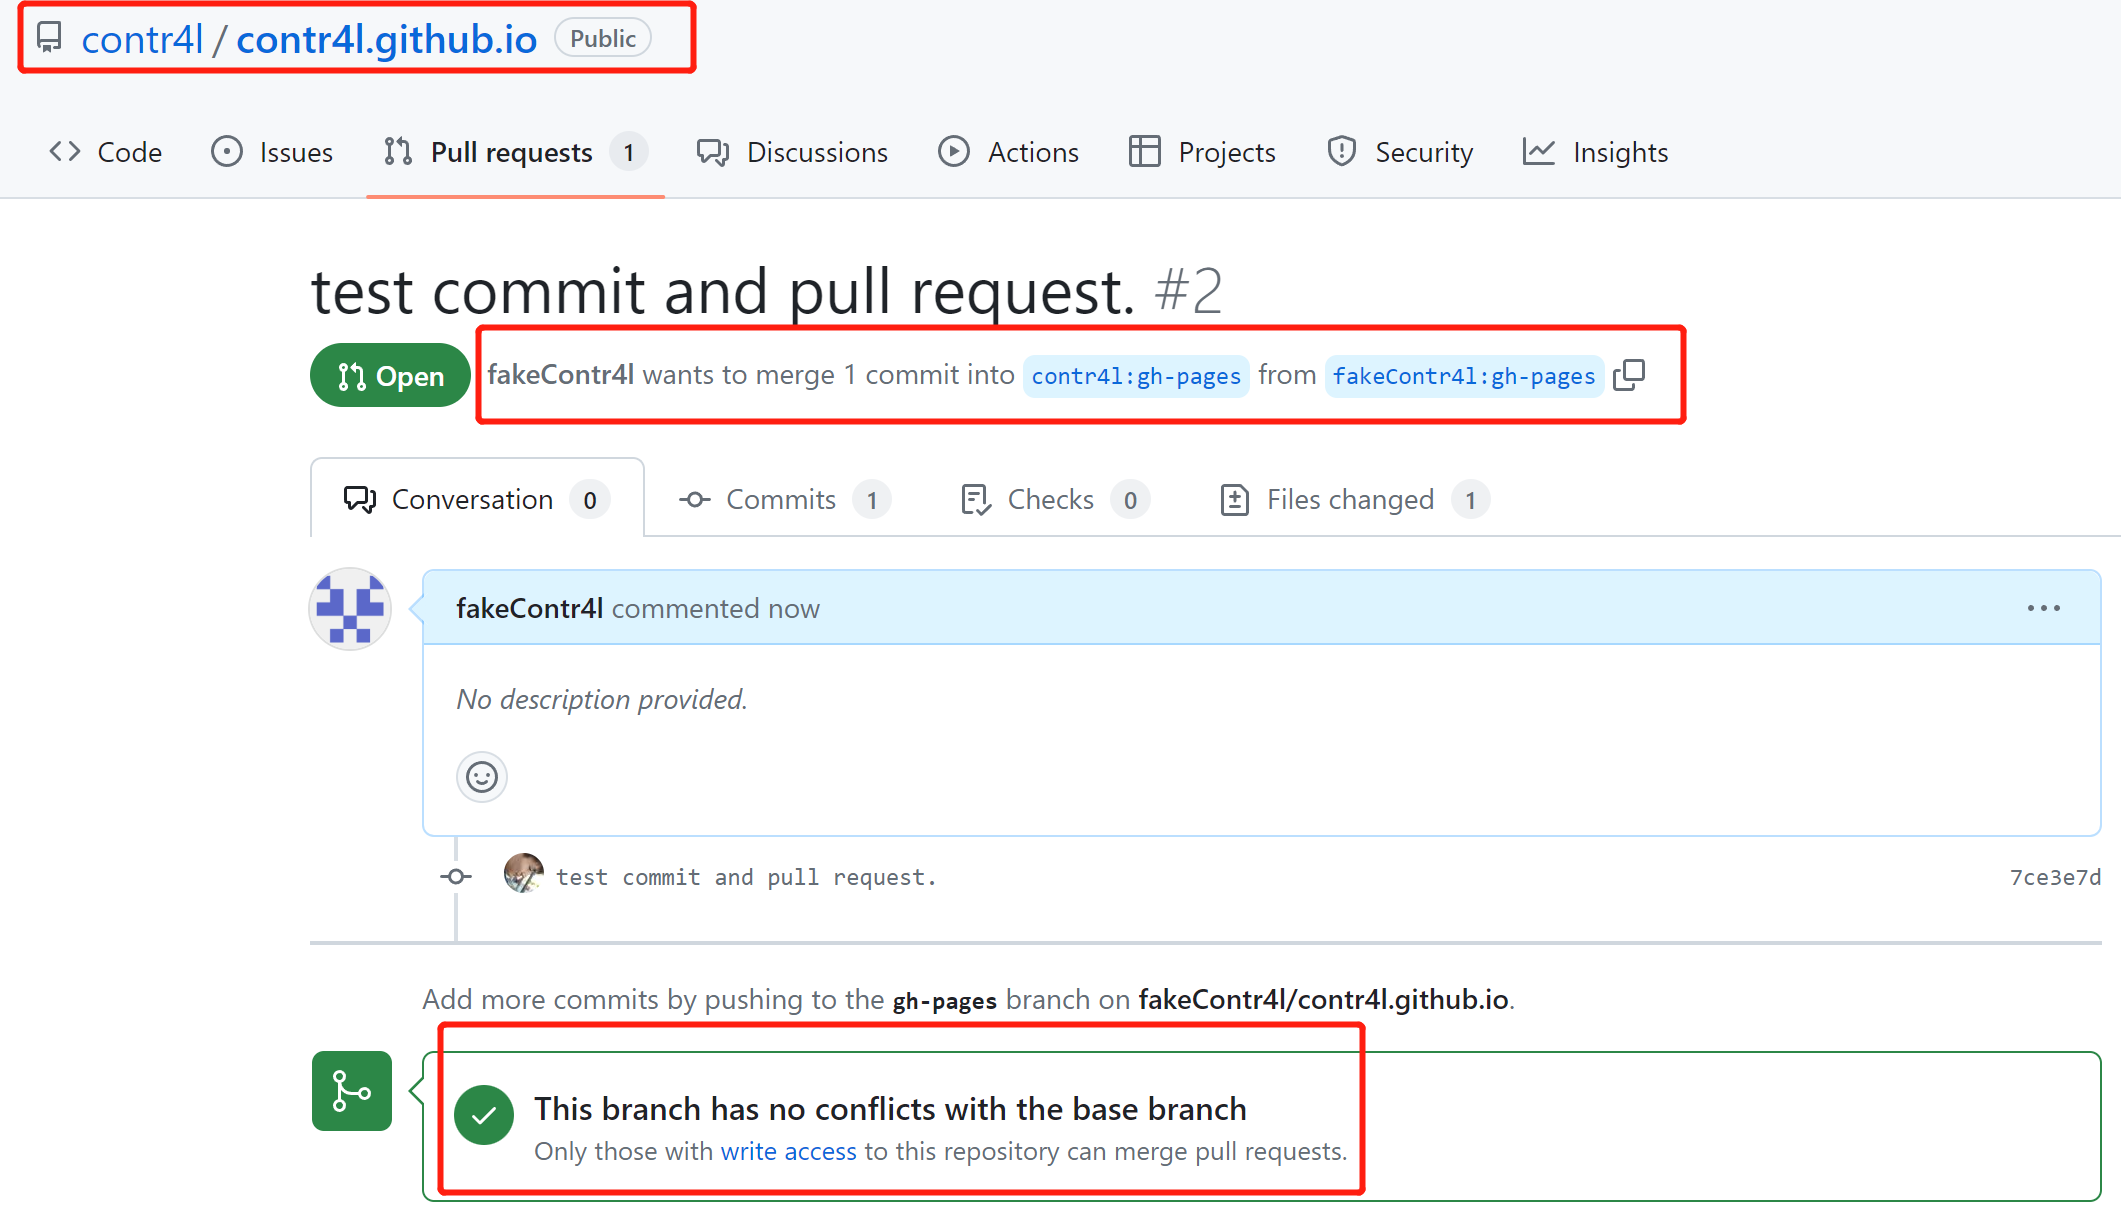 contr4l / contr4l.github.io Public
Code Issues Pull requests 1 Discussions Actions Projects Security Insights
test commit and pull request. #2
Open fakeContr4l wants to merge 1 commit into contr4l:gh-pages from fakeContr4l:gh-pages
Conversation 0 Commits 1 Checks 0 Files changed 1
fakeContr4l commented now
No description provided.
test commit and pull request. 7ce3e7d
Add more commits by pushing to the gh-pages branch on fakeContr4l/contr4l.github.io.
This branch has no conflicts with the base branch
Only those with write access to this repository can merge pull requests.